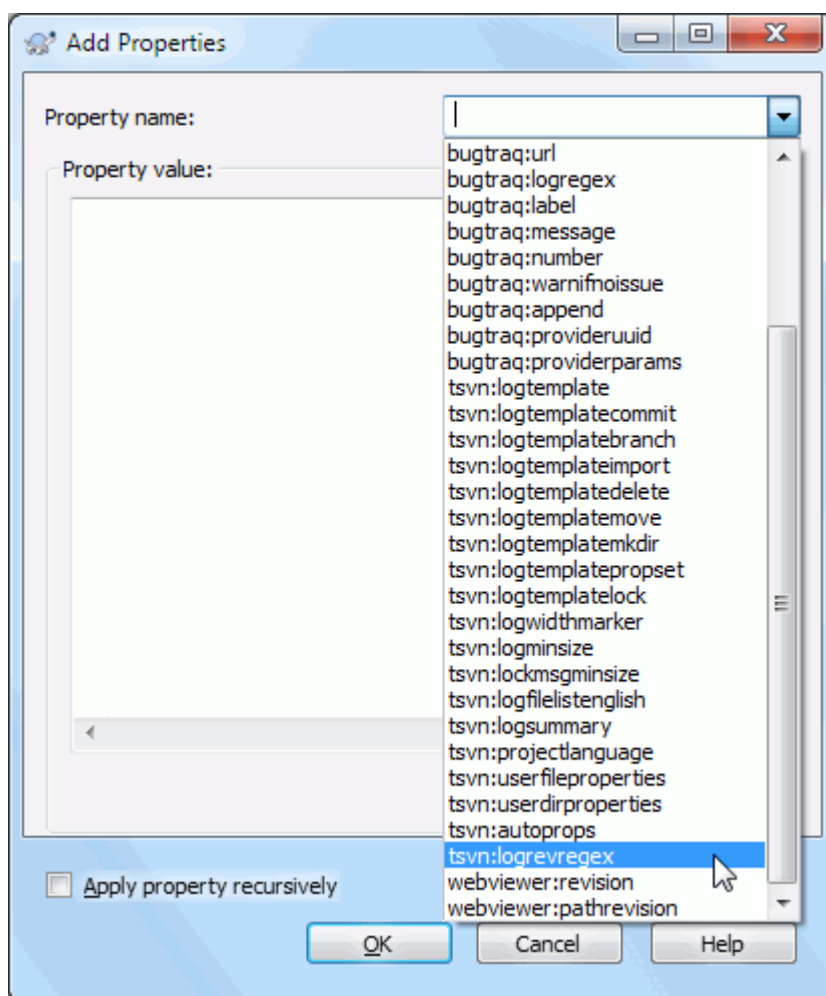 Add Properties
Property name:
Property value:
bugtraq:url
bugtraq:logregex
bugtraq:label
bugtraq:message
bugtraq:number
bugtraq:warnifnoissue
bugtraq:append
bugtraq:provideruuid
bugtraq:providerparams
tsvn:logtemplate
tsvn:logtemplatecommit
tsvn:logtemplatebranch
tsvn:logtemplateimport
tsvn:logtemplatedelete
tsvn:logtemplatemove
tsvn:logtemplatemkdir
tsvn:logtemplatepropset
tsvn:logtemplatelock
tsvn:logwidthmarker
tsvn:logminsize
tsvn:lockmsgminsize
tsvn:logfilelistenglish
tsvn:logsummary
tsvn:projectlanguage
tsvn:userfileproperties
tsvn:userdirproperties
tsvn:autoprops
tsvn:logrevregex
webviewer:revision
webviewer:pathrevision
Apply property recursively
OK Cancel Help